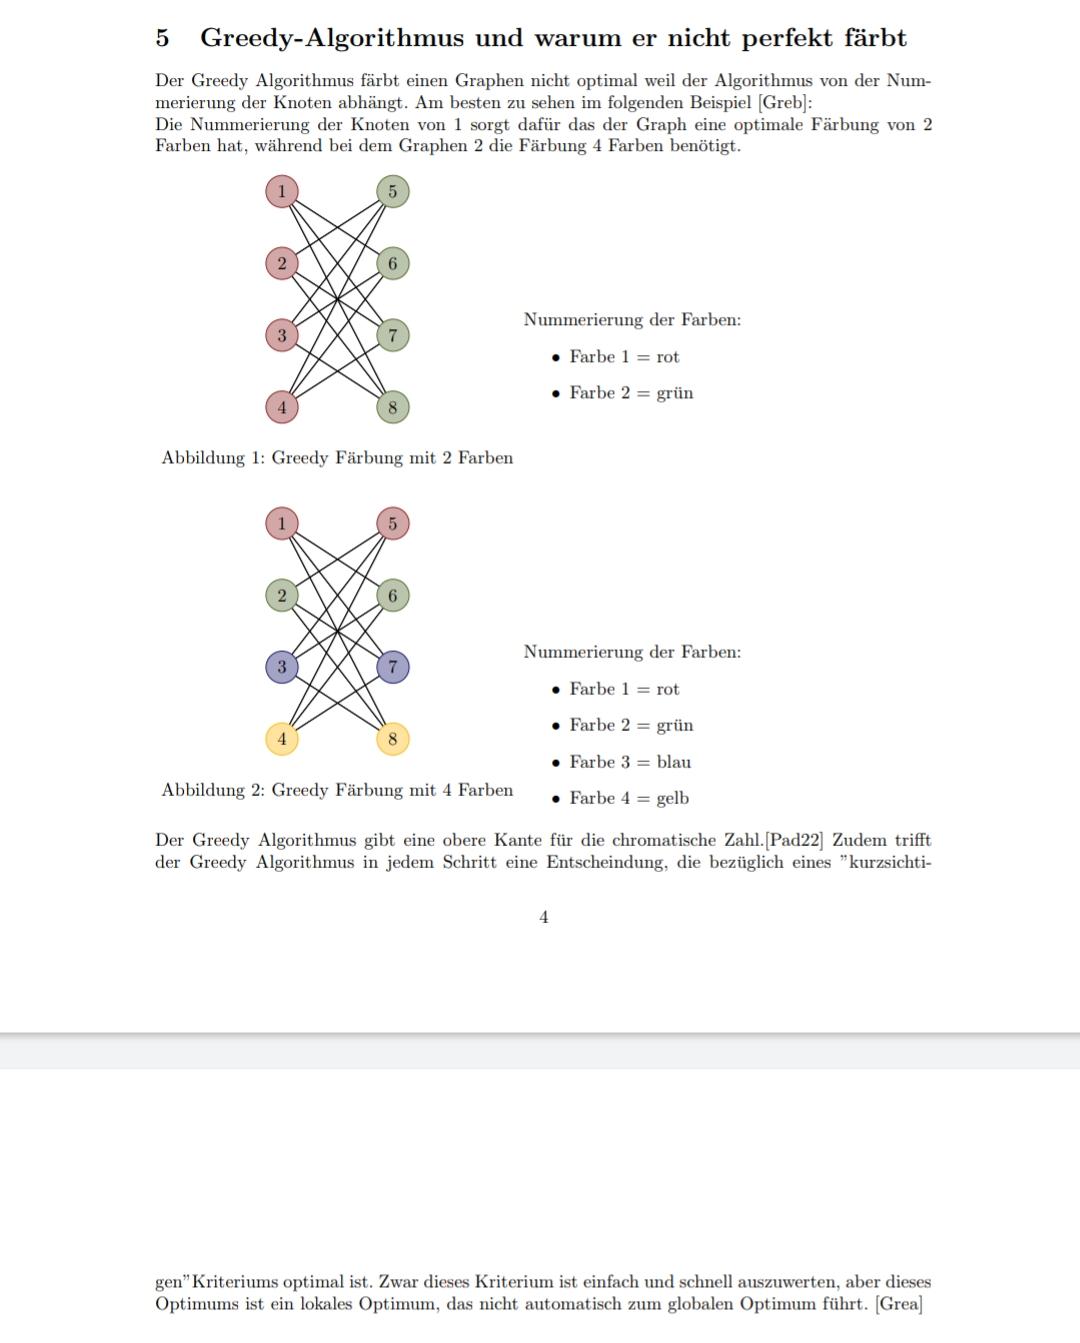 5 Greedy-Algorithmus und warum er nicht perfekt färbt
Der Greedy Algorithmus färbt einen Graphen nicht optimal weil der Algorithmus von der Num-
merierung der Knoten abhängt. Am besten zu sehen im folgenden Beispiel [Greb]:
Die Nummerierung der Knoten von 1 sorgt dafür das der Graph eine optimale Färbung von 2
Farben hat, während bei dem Graphen 2 die Färbung 4 Farben benötigt.
1 5
2 6
3 7
4 8
Nummerierung der Farben:
• Farbe 1 = rot
• Farbe 2 = grün
Abbildung 1: Greedy Färbung mit 2 Farben
1 5
2 6
3 7
4 8
Nummerierung der Farben:
• Farbe 1 = rot
• Farbe 2 = grün
• Farbe 3 = blau
• Farbe 4 = gelb
Abbildung 2: Greedy Färbung mit 4 Farben
Der Greedy Algorithmus gibt eine obere Kante für die chromatische Zahl.[Pad22] Zudem trifft
der Greedy Algorithmus in jedem Schritt eine Entscheindung, die bezüglich eines ”kurzsichti-
4
gen”Kriteriums optimal ist. Zwar dieses Kriterium ist einfach und schnell auszuwerten, aber dieses
Optimums ist ein lokales Optimum, das nicht automatisch zum globalen Optimum führt. [Grea]